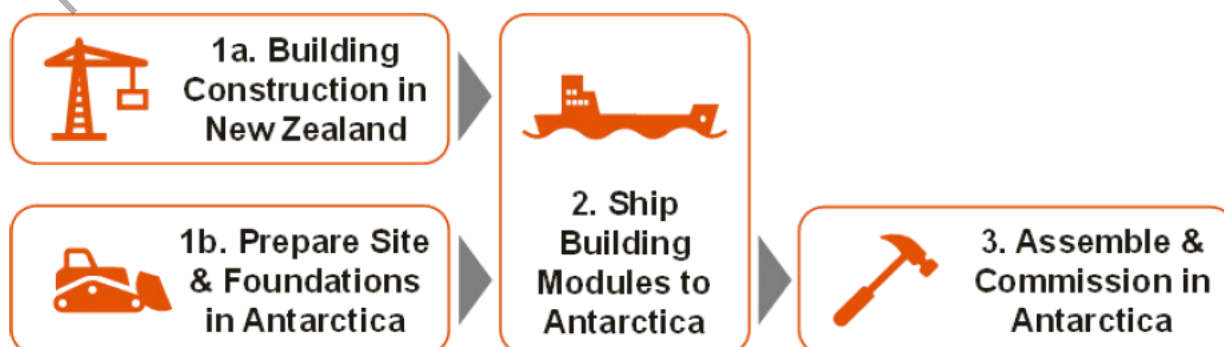 1a. Building
Construction in
New Zealand
1b. Prepare Site
& Foundations
in Antarctica
2. Ship
Building
Modules to
Antarctica
3. Assemble &
Commission in
Antarctica